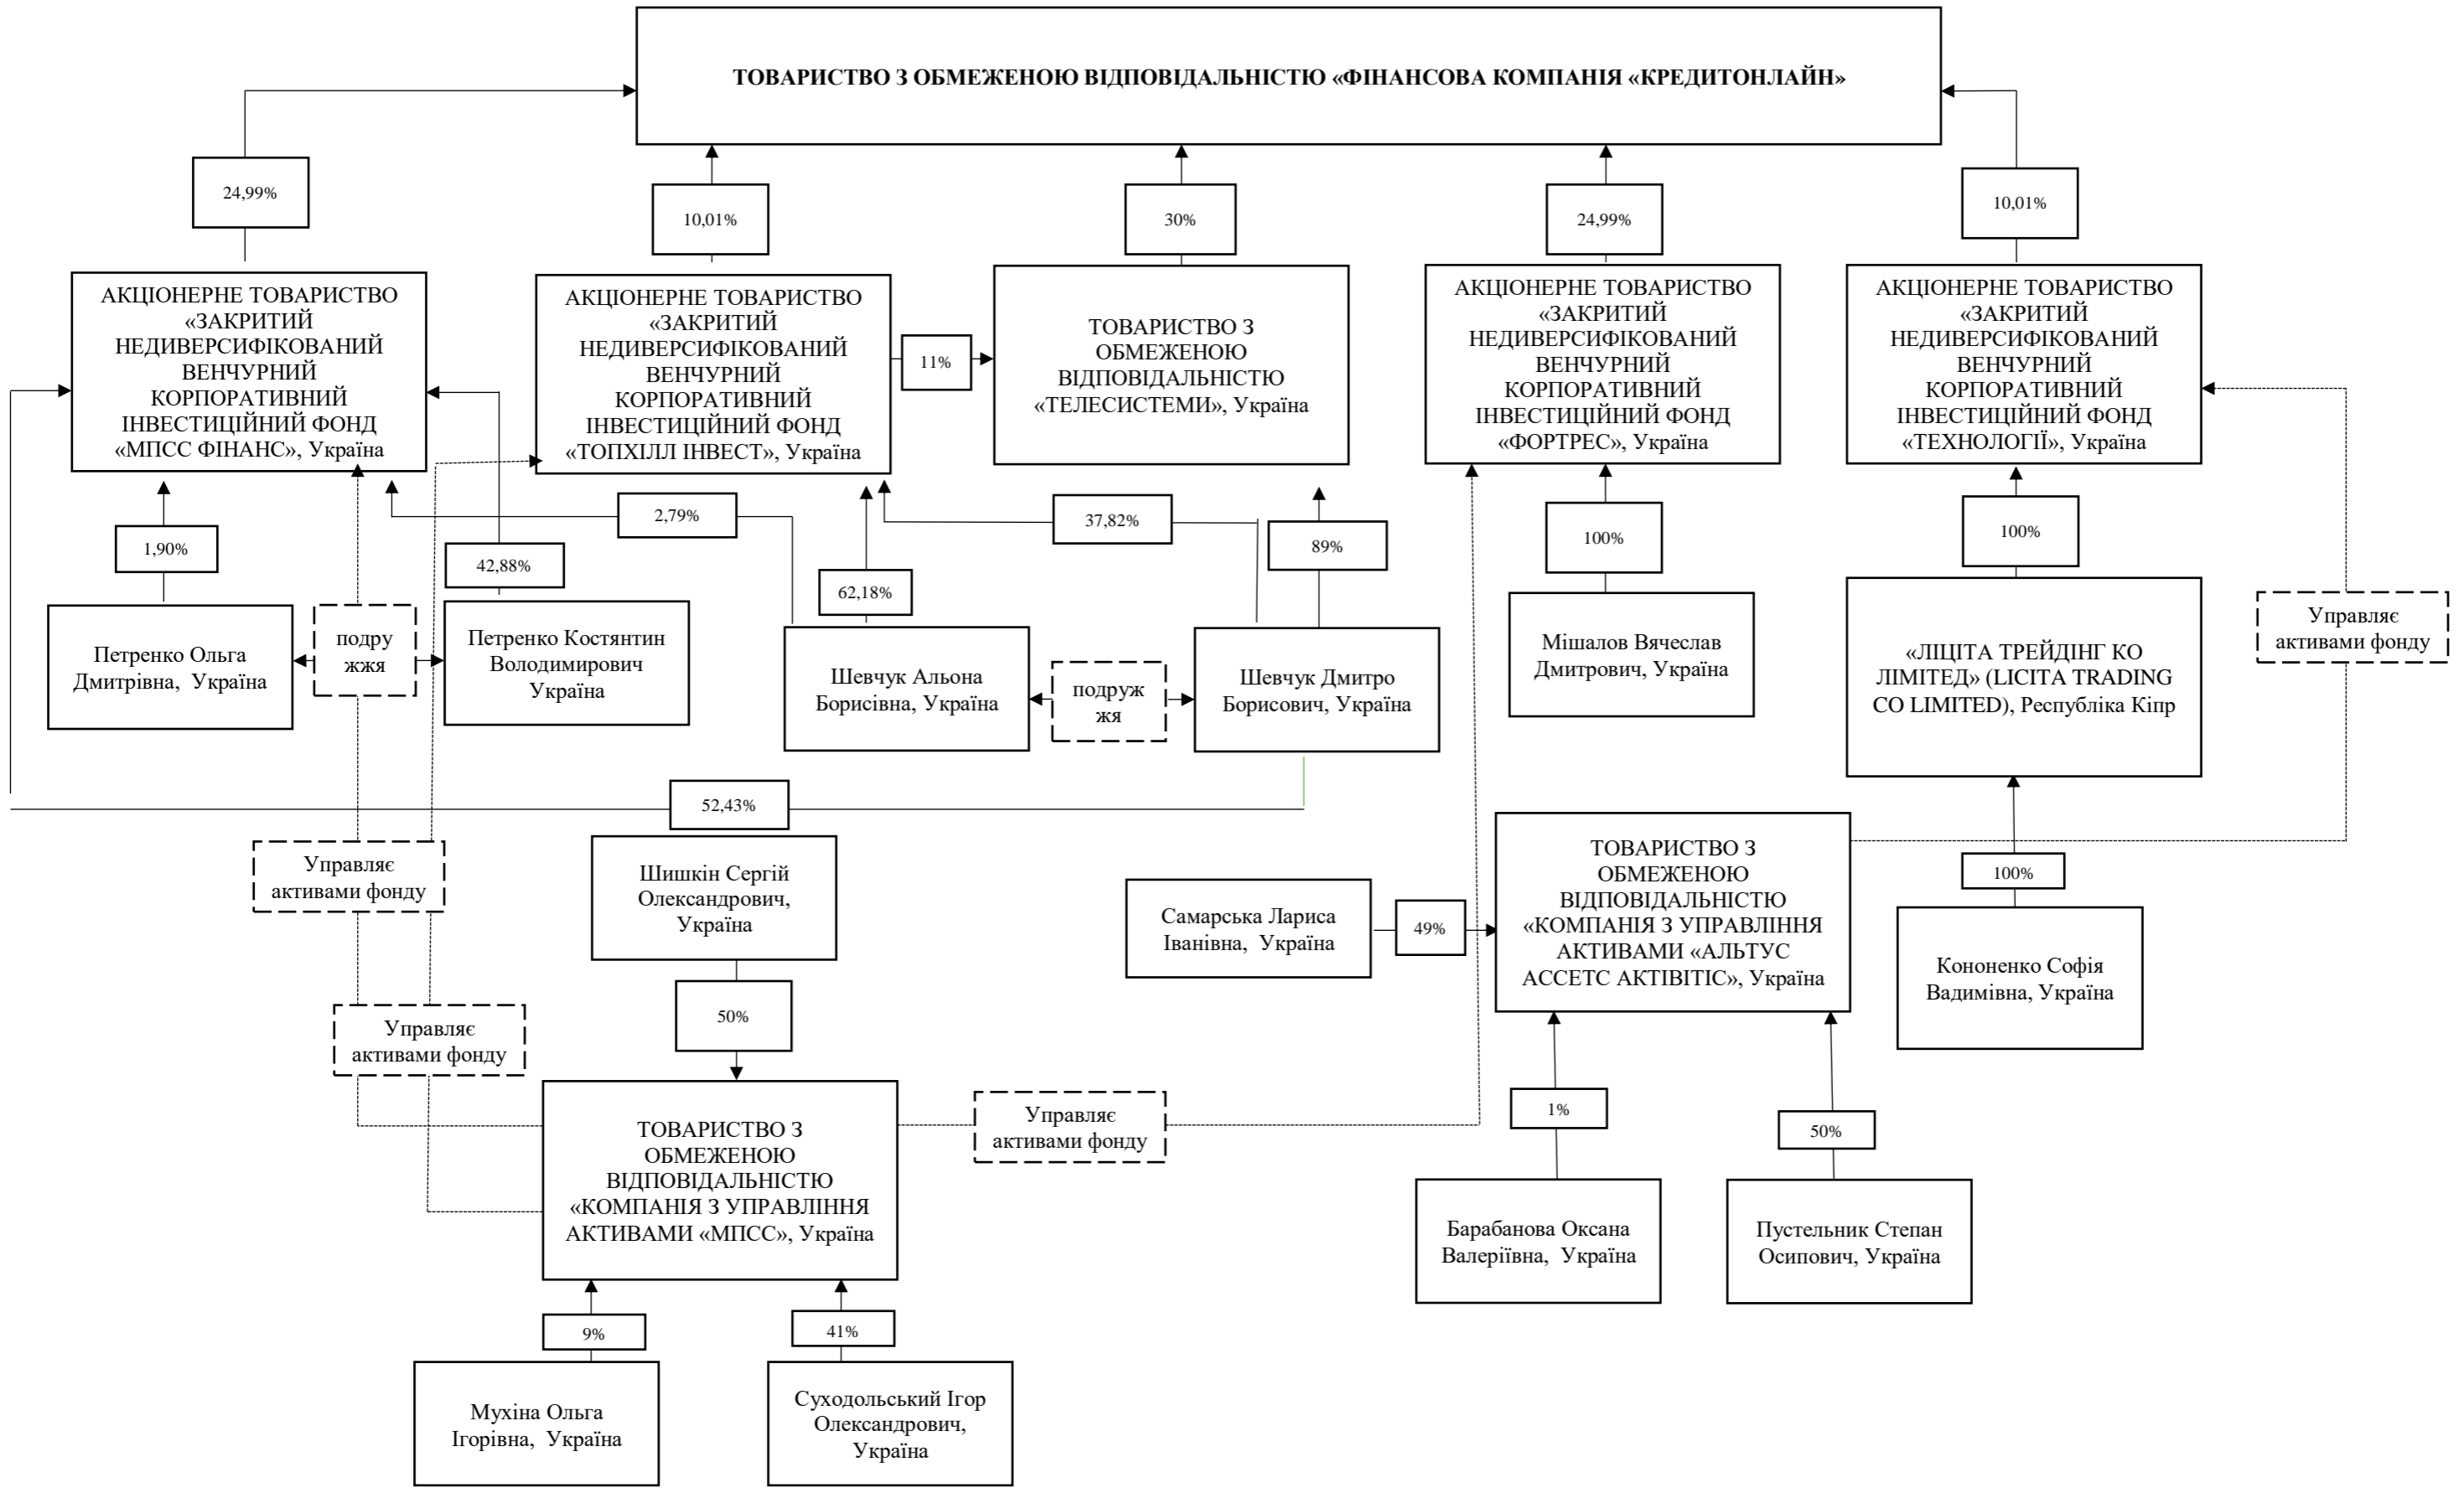 ТОВАРИСТВО З ОБМЕЖЕНОЮ ВІДПОВІДАЛЬНІСТЮ «ФІНАНСОВА КОМПАНІЯ «КРЕДИТОНЛАЙН»
24,99%
10,01%
30%
24,99%
10,01%
АКЦІОНЕРНЕ ТОВАРИСТВО
«ЗАКРИТИЙ
НЕДИВЕРСИФІКОВАНИЙ
ВЕНЧУРНИЙ
КОРПОРАТИВНИЙ
ІНВЕСТИЦІЙНИЙ ФОНД
«МПСС ФІНАНС», Україна
АКЦІОНЕРНЕ ТОВАРИСТВО
«ЗАКРИТИЙ
НЕДИВЕРСИФІКОВАНИЙ
ВЕНЧУРНИЙ
КОРПОРАТИВНИЙ
ІНВЕСТИЦІЙНИЙ ФОНД
«ТОПХІЛЛ ІНВЕСТ», Україна
11%
ТОВАРИСТВО З
ОБМЕЖЕНОЮ
ВІДПОВІДАЛЬНІСТЮ
«ТЕЛЕСИСТЕМИ», Україна
АКЦІОНЕРНЕ ТОВАРИСТВО
«ЗАКРИТИЙ
НЕДИВЕРСИФІКОВАНИЙ
ВЕНЧУРНИЙ
КОРПОРАТИВНИЙ
ІНВЕСТИЦІЙНИЙ ФОНД
«ФОРТРЕС», Україна
АКЦІОНЕРНЕ ТОВАРИСТВО
«ЗАКРИТИЙ
НЕДИВЕРСИФІКОВАНИЙ
ВЕНЧУРНИЙ
КОРПОРАТИВНИЙ
ІНВЕСТИЦІЙНИЙ ФОНД
«ТЕХНОЛОГІЇ», Україна
1,90%
42,88%
2,79%
62,18%
37,82%
89%
100%
100%
Петренко Ольга
Дмитрівна, Україна
подру
жжя
Петренко Костянтин
Володимирович
Україна
Шевчук Альона
Борисівна, Україна
подруж
жя
Шевчук Дмитро
Борисович, Україна
Мішалов Вячеслав
Дмитрович, Україна
«ЛІЦІТА ТРЕЙДІНГ КО
ЛІМІТЕД» (LICITA TRADING
CO LIMITED), Республіка Кіпр
Управляє
активами фонду
52,43%
Управляє
активами фонду
Шишкін Сергій
Олександрович,
Україна
Самарська Лариса
Іванівна, Україна
49%
ТОВАРИСТВО З
ОБМЕЖЕНОЮ
ВІДПОВІДАЛЬНІСТЮ
«КОМПАНІЯ З УПРАВЛІННЯ
АКТИВАМИ «АЛЬТУС
АССЕТС АКТІВІТІС», Україна
100%
Кононенко Софія
Вадимівна, Україна
Управляє
активами фонду
50%
ТОВАРИСТВО З
ОБМЕЖЕНОЮ
ВІДПОВІДАЛЬНІСТЮ
«КОМПАНІЯ З УПРАВЛІННЯ
АКТИВАМИ «МПСС», Україна
Управляє
активами фонду
1%
50%
Барабанова Оксана
Валеріївна, Україна
Пустельник Степан
Осипович, Україна
9%
41%
Мухіна Ольга
Ігорівна, Україна
Суходольський Ігор
Олександрович,
Україна